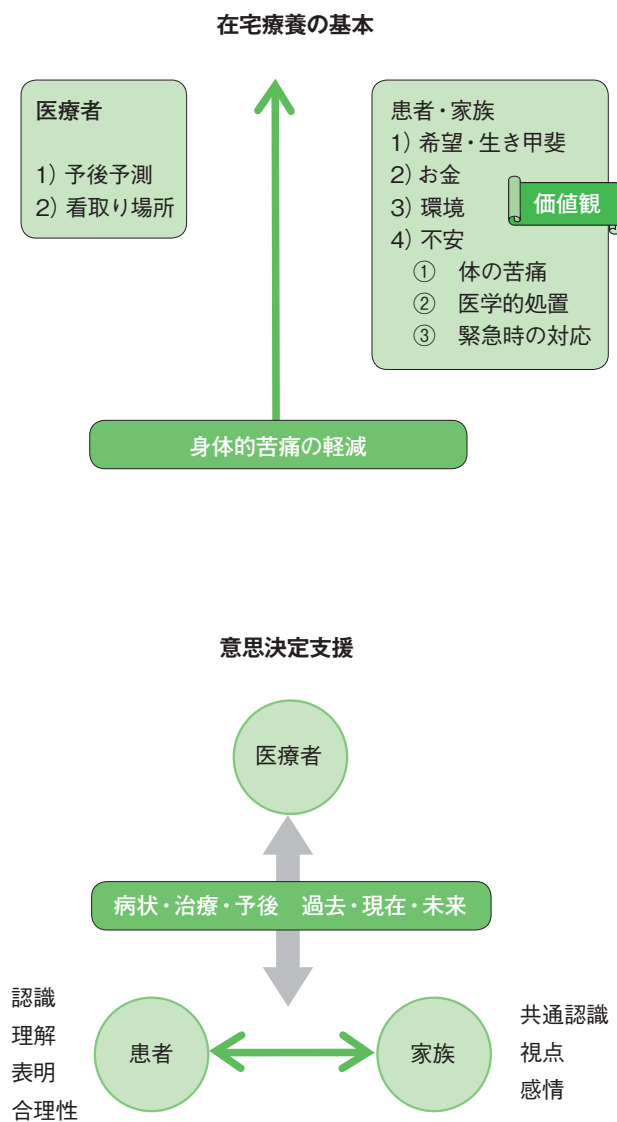 在宅療養の基本
医療者
1）予後予測
2）看取り場所
患者・家族
1）希望・生き甲斐
2）お金
3）環境
価値観
4）不安
①　体の苦痛
②　医学的処置
③　緊急時の対応
身体的苦痛の軽減
意思決定支援
医療者
病状・治療・予後　過去・現在・未来
認識
理解
表明
合理性
患者
家族
共通認識
視点
感情